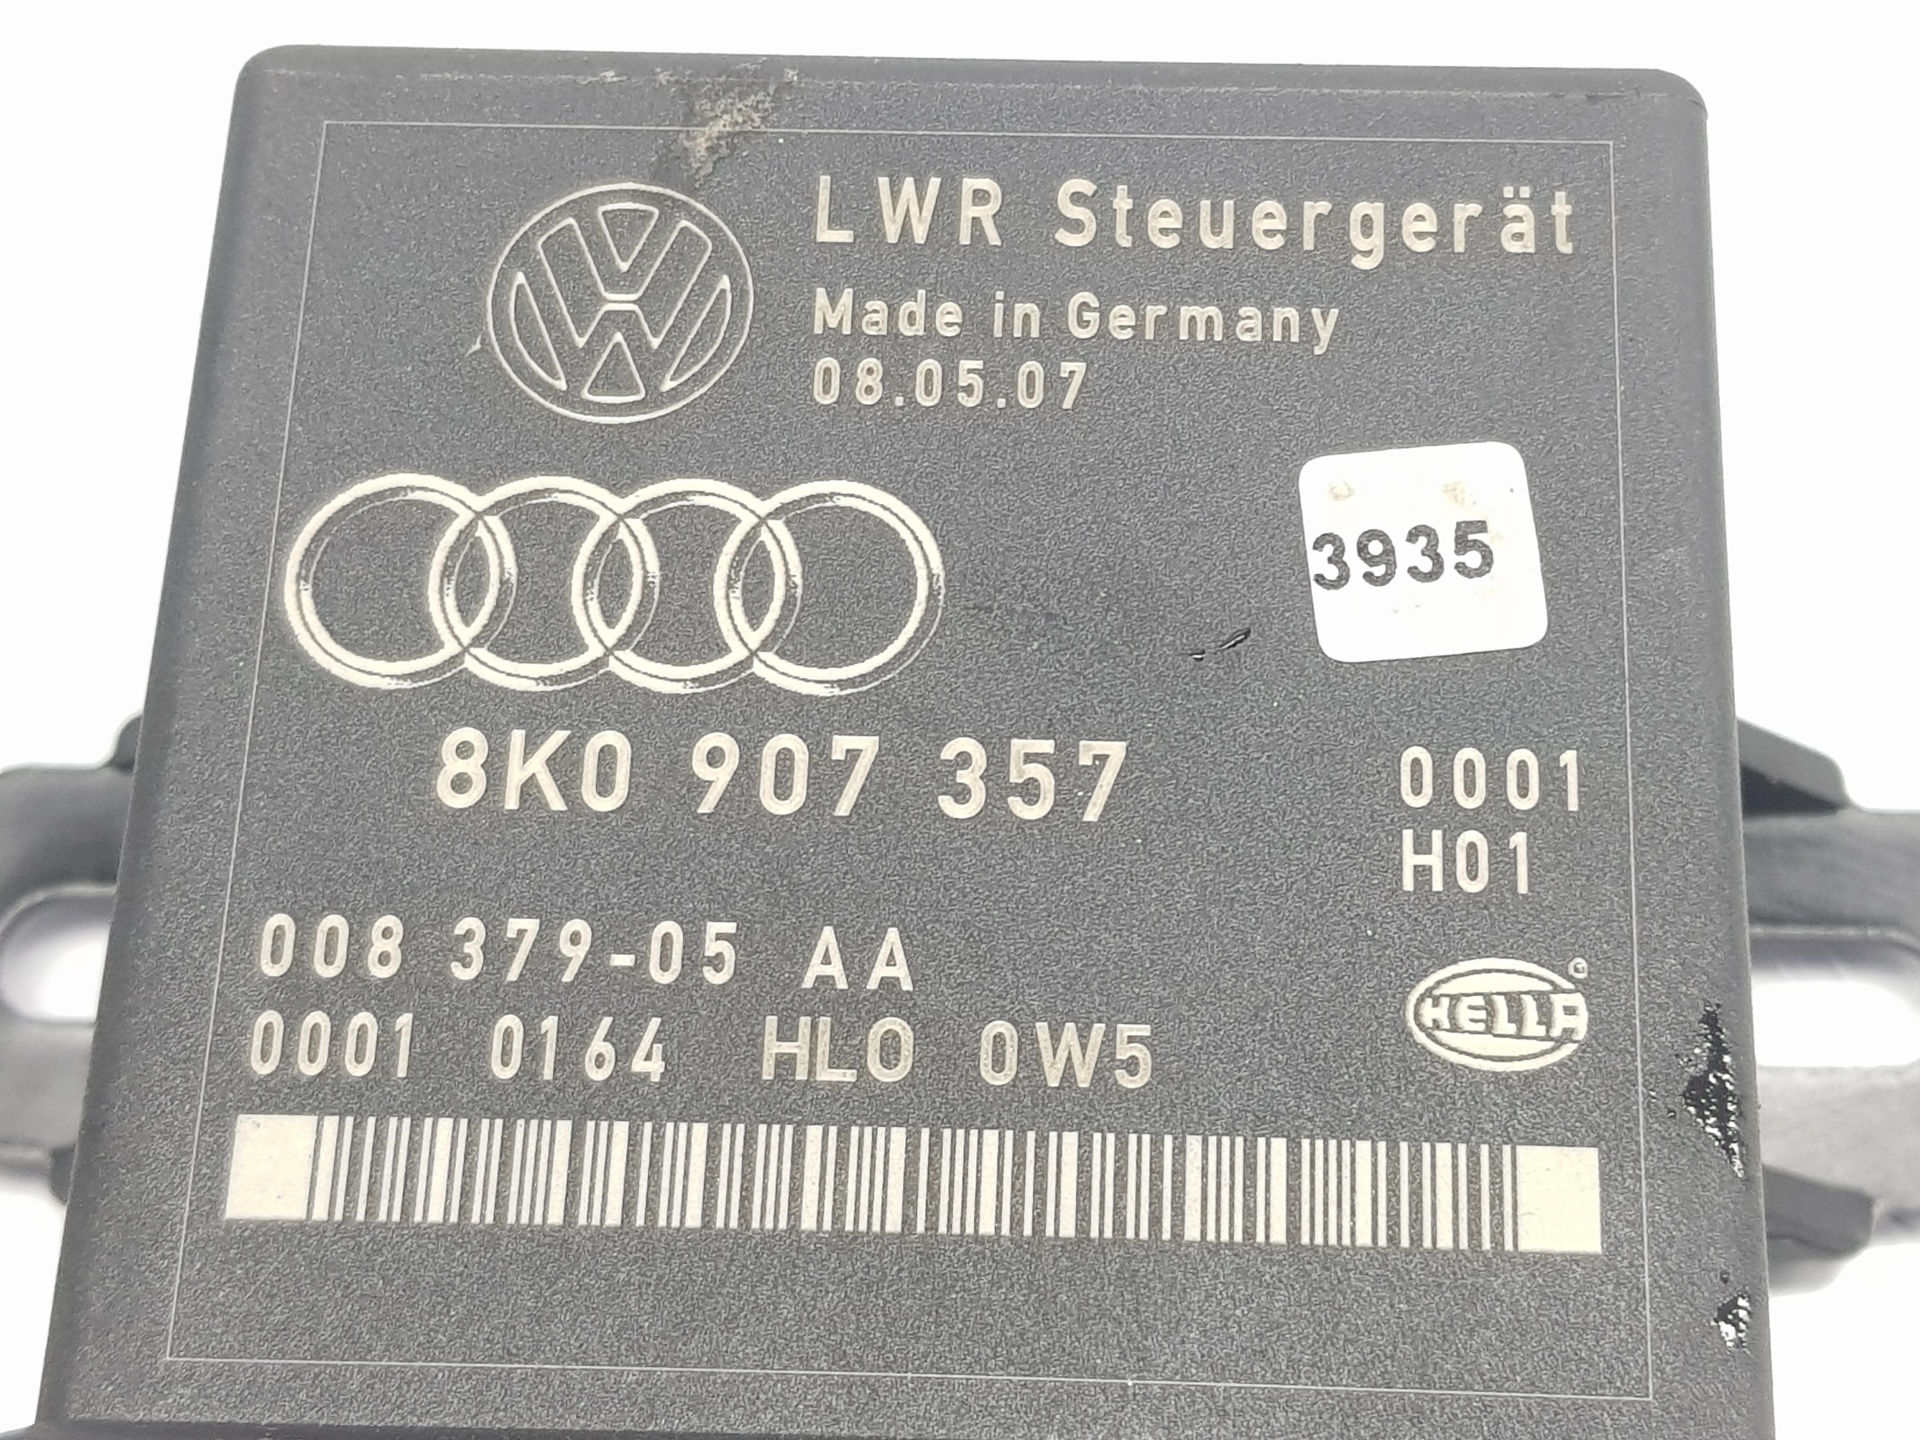 LWR Steuergerät
Made in Germany
08.05.07
3935
8K0 907 357
0001
H01
008 379-05 AA
0001 0164 HLO 0W5
HELLA